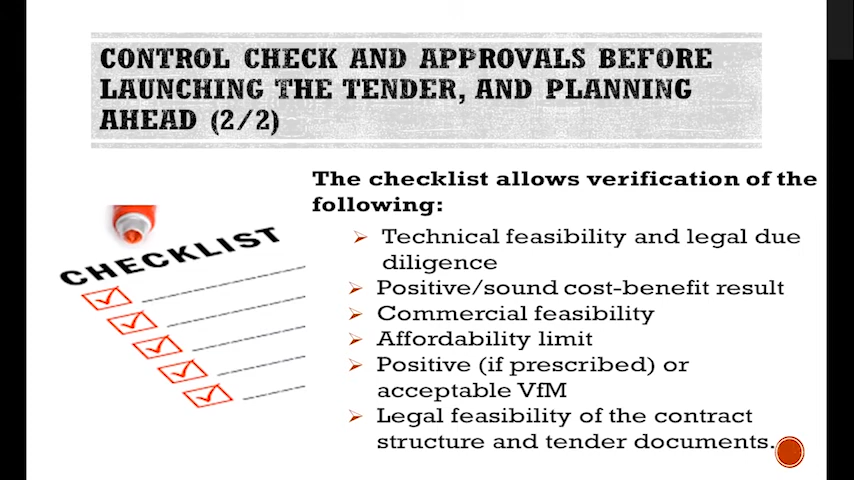 CONTROL CHECK AND APPROVALS BEFORE
LAUNCHING THE TENDER, AND PLANNING
AHEAD (2/2)
The checklist allows verification of the
following:
CHECKLIST
Technical feasibility and legal due
diligence
Positive/sound cost-benefit result
Commercial feasibility
Affordability limit
Positive (if prescribed) or
acceptable VfM
Legal feasibility of the contract
structure and tender documents.